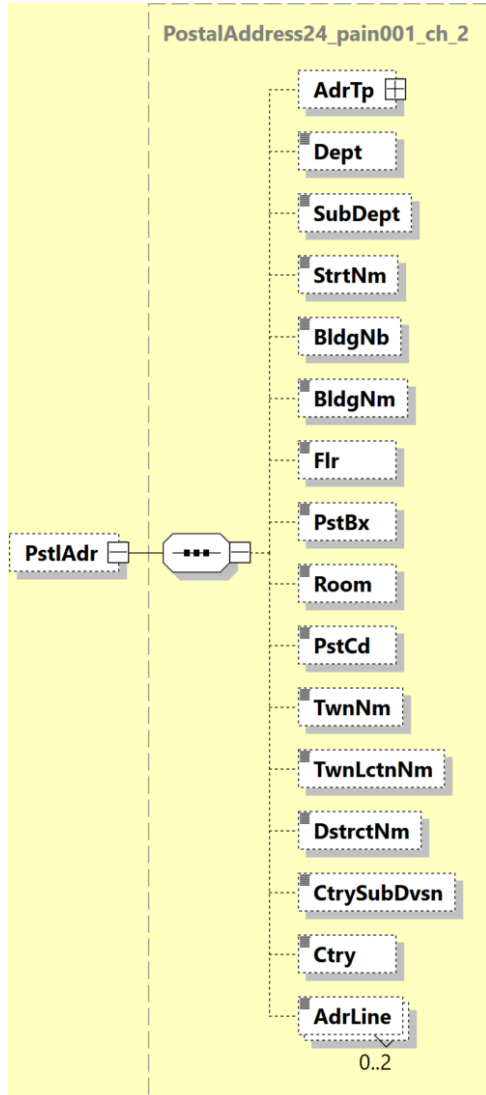 PostalAddress24_pain001_ch_2
AdrTp
Dept
SubDept
StrtNm
BldgNb
BldgNm
Flr
PstBx
PstlAdr
Room
PstCd
TwnNm
TwnLctnNm
DstrctNm
CtrySubDvsn
Ctry
AdrLine
0..2